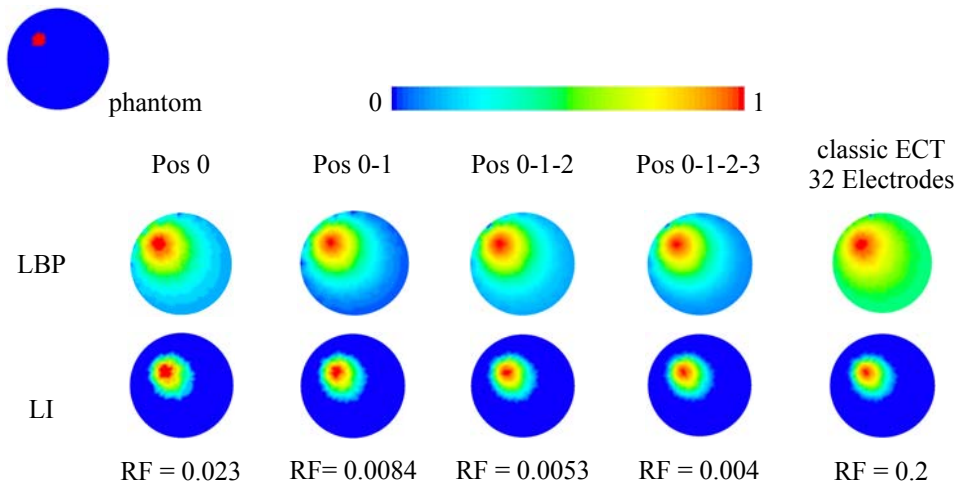 phantom
0 1
Pos 0 Pos 0-1 Pos 0-1-2 Pos 0-1-2-3 classic ECT
32 Electrodes
LBP
LI
RF = 0.023 RF= 0.0084 RF = 0.0053 RF = 0.004 RF = 0.2